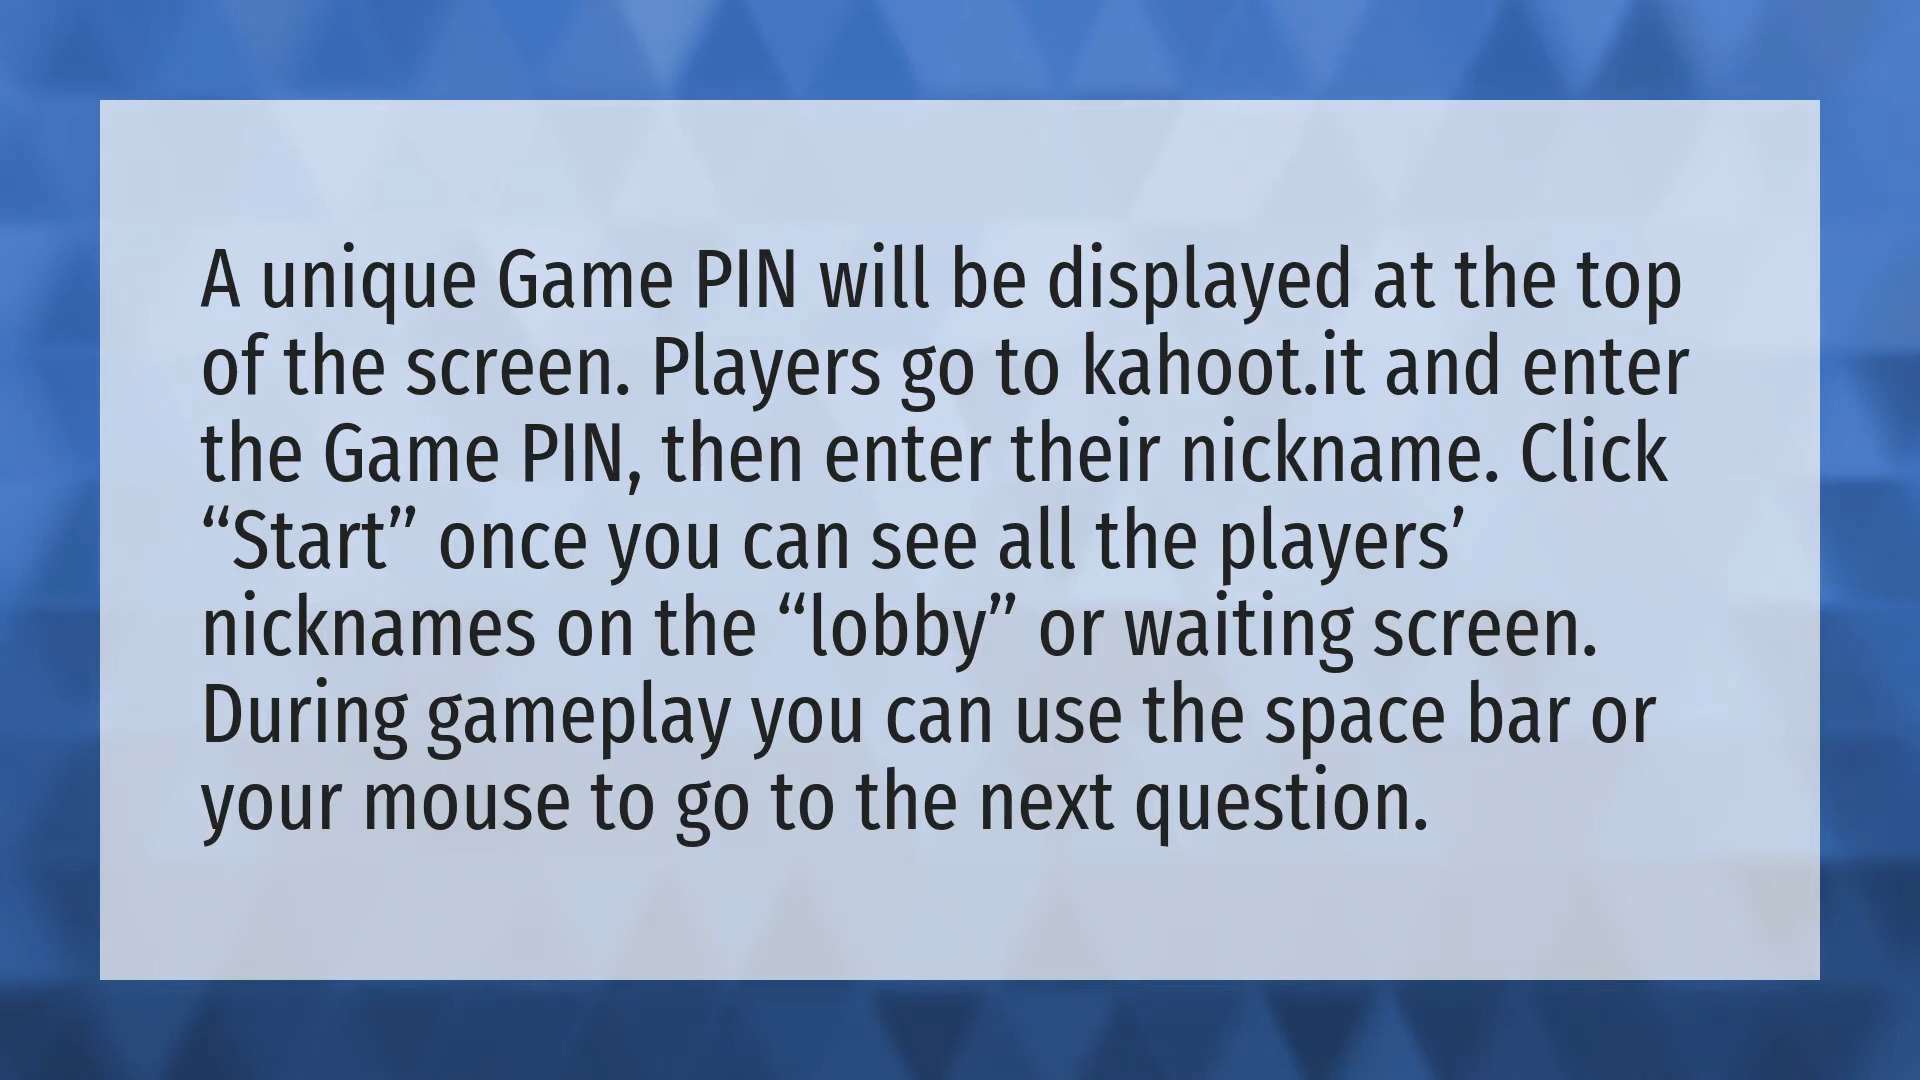 A unique Game PIN will be displayed at the top
of the screen. Players go to kahoot.it and enter
the Game PIN, then enter their nickname. Click
“Start” once you can see all the players’
nicknames on the “lobby” or waiting screen.
During gameplay you can use the space bar or
your mouse to go to the next question.